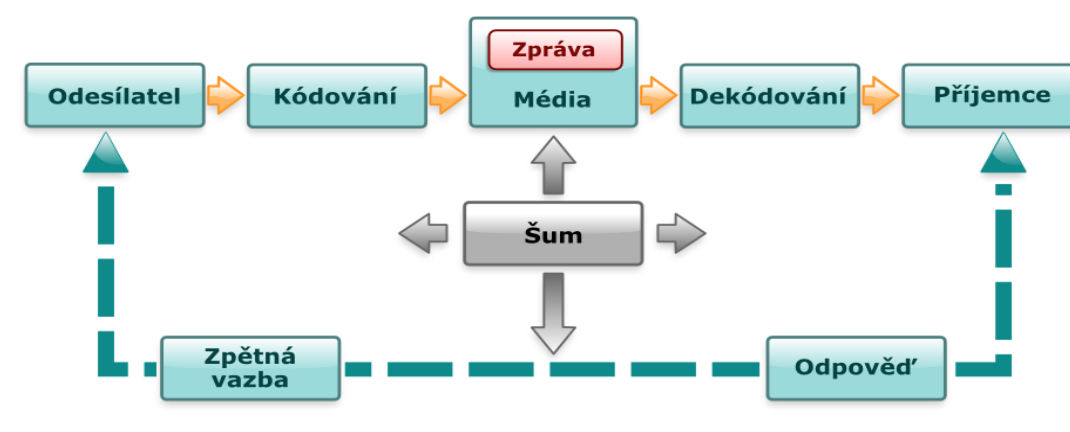 Odesílatel
Kódování
Zpráva
Média
Dekódování
Příjemce
Šum
Zpětná
vazba
Odpověď